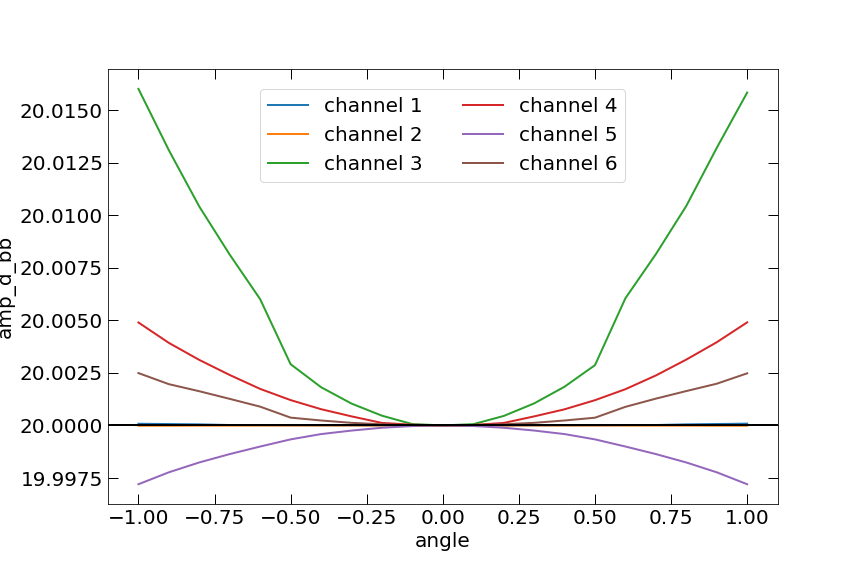 20.0150
20.0125
20.0100
20.0075
20.0050
20.0025
20.0000
19.9975
amp_d_bb
channel 1
channel 2
channel 3
channel 4
channel 5
channel 6
−1.00 −0.75 −0.50 −0.25 0.00 0.25 0.50 0.75 1.00
angle